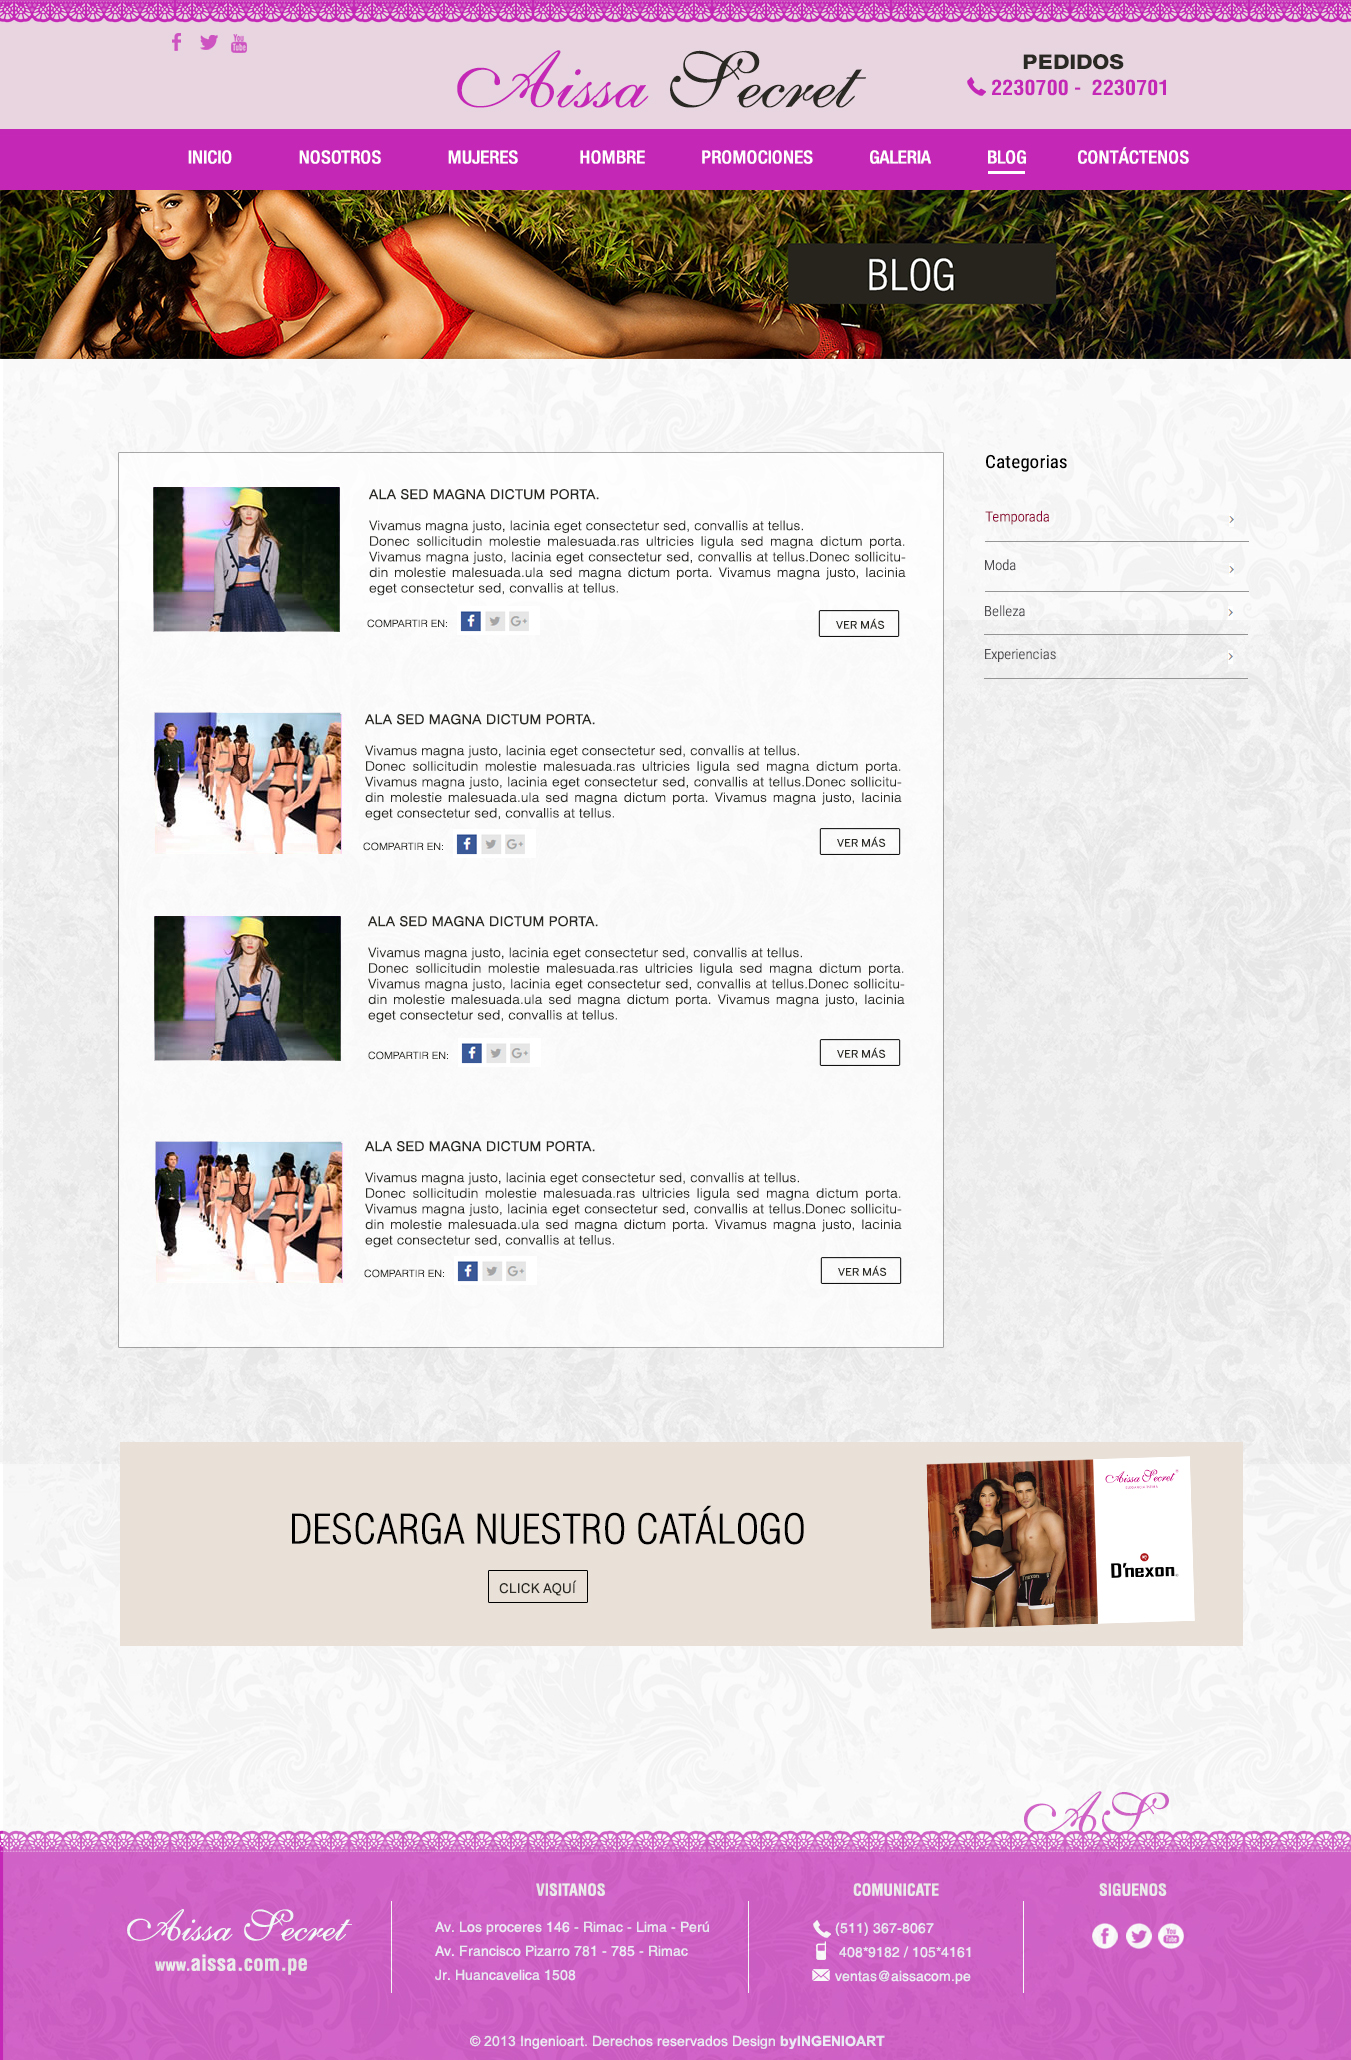 Aissa Secret
PEDIDOS
2230700 - 2230701
INICIO NOSOTROS MUJERES HOMBRE PROMOCIONES GALERIA BLOG CONTÁCTENOS
BLOG
ALA SED MAGNA DICTUM PORTA.
Vivamus magna justo, lacinia eget consectetur sed, convallis at tellus.
Donec sollicitudin molestie malesuada.ras ultricies ligula sed magna dictum porta.
Vivamus magna justo, lacinia eget consectetur sed, convallis at tellus.Donec sollicitu-
din molestie malesuada.ula sed magna dictum porta. Vivamus magna justo, lacinia
eget consectetur sed, convallis at tellus.
COMPARTIR EN:
VER MÁS
ALA SED MAGNA DICTUM PORTA.
Vivamus magna justo, lacinia eget consectetur sed, convallis at tellus.
Donec sollicitudin molestie malesuada.ras ultricies ligula sed magna dictum porta.
Vivamus magna justo, lacinia eget consectetur sed, convallis at tellus.Donec sollicitu-
din molestie malesuada.ula sed magna dictum porta. Vivamus magna justo, lacinia
eget consectetur sed, convallis at tellus.
COMPARTIR EN:
VER MÁS
ALA SED MAGNA DICTUM PORTA.
Vivamus magna justo, lacinia eget consectetur sed, convallis at tellus.
Donec sollicitudin molestie malesuada.ras ultricies ligula sed magna dictum porta.
Vivamus magna justo, lacinia eget consectetur sed, convallis at tellus.Donec sollicitu-
din molestie malesuada.ula sed magna dictum porta. Vivamus magna justo, lacinia
eget consectetur sed, convallis at tellus.
COMPARTIR EN:
VER MÁS
ALA SED MAGNA DICTUM PORTA.
Vivamus magna justo, lacinia eget consectetur sed, convallis at tellus.
Donec sollicitudin molestie malesuada.ras ultricies ligula sed magna dictum porta.
Vivamus magna justo, lacinia eget consectetur sed, convallis at tellus.Donec sollicitu-
din molestie malesuada.ula sed magna dictum porta. Vivamus magna justo, lacinia
eget consectetur sed, convallis at tellus.
COMPARTIR EN:
VER MÁS
Categorias
Temporada
Moda
Belleza
Experiencias
DESCARGA NUESTRO CATÁLOGO
CLICK AQUÍ
Aissa Secret
D'nexon
AS
Aissa Secret
www.aissa.com.pe
VISITANOS
Av. Los proceres 146 - Rimac - Lima - Perú
Av. Francisco Pizarro 781 - 785 - Rimac
Jr. Huancavelica 1508
COMUNICATE
(511) 367-8067
408*9182 / 105*4161
ventas@aissacom.pe
SIGUENOS
You Tube
© 2013 Ingenioart. Derechos reservados Design byINGENIOART